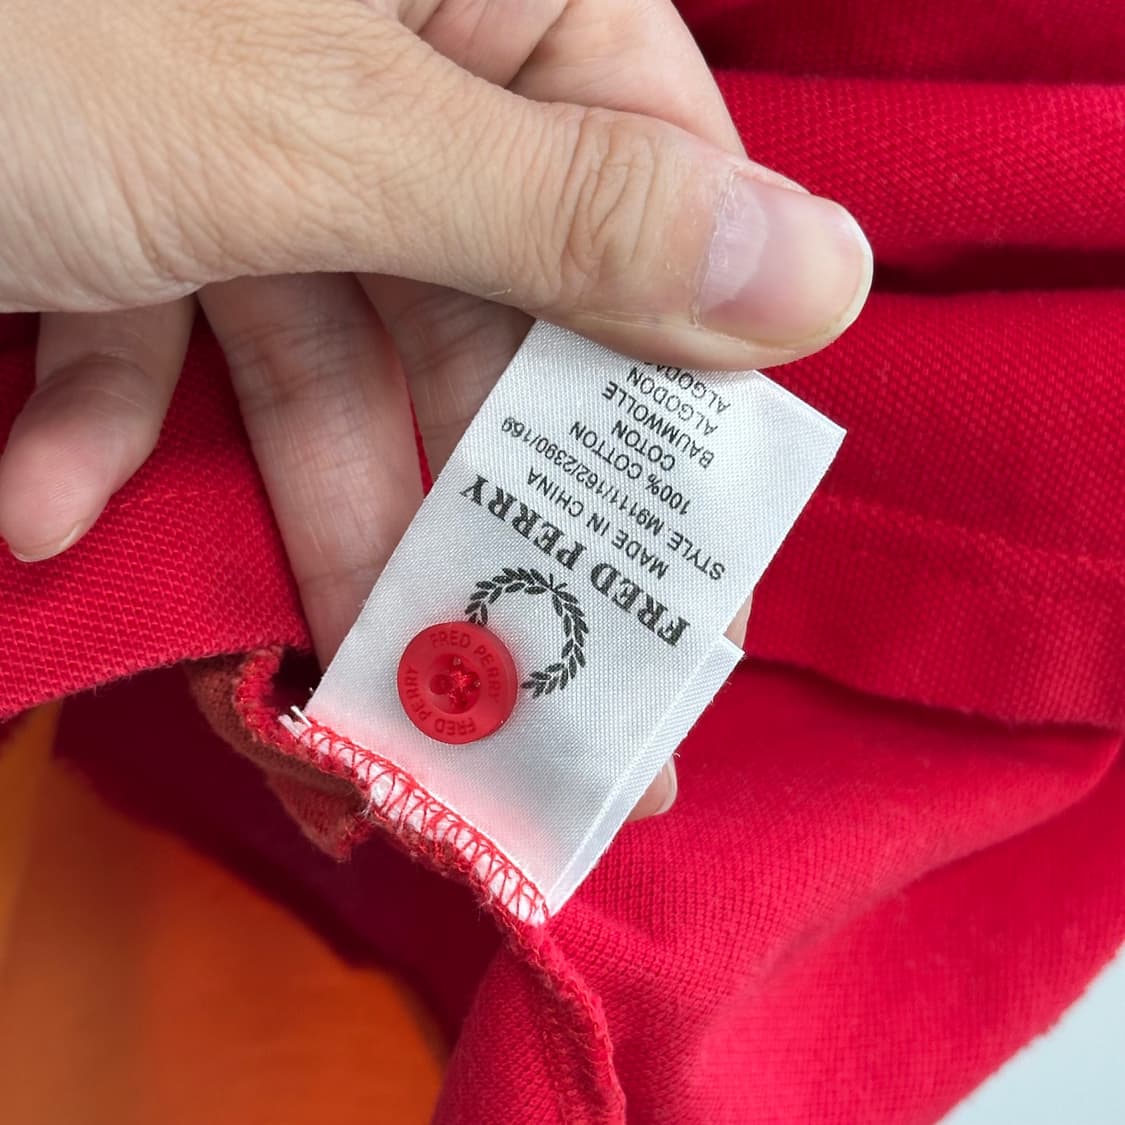 FRED PERRY
MADE IN CHINA
STYLE M9111/162/2390/169
100% COTTON
COTON
BAUMWOLLE
ALGODON
FRED PERRY
FRED PERRY